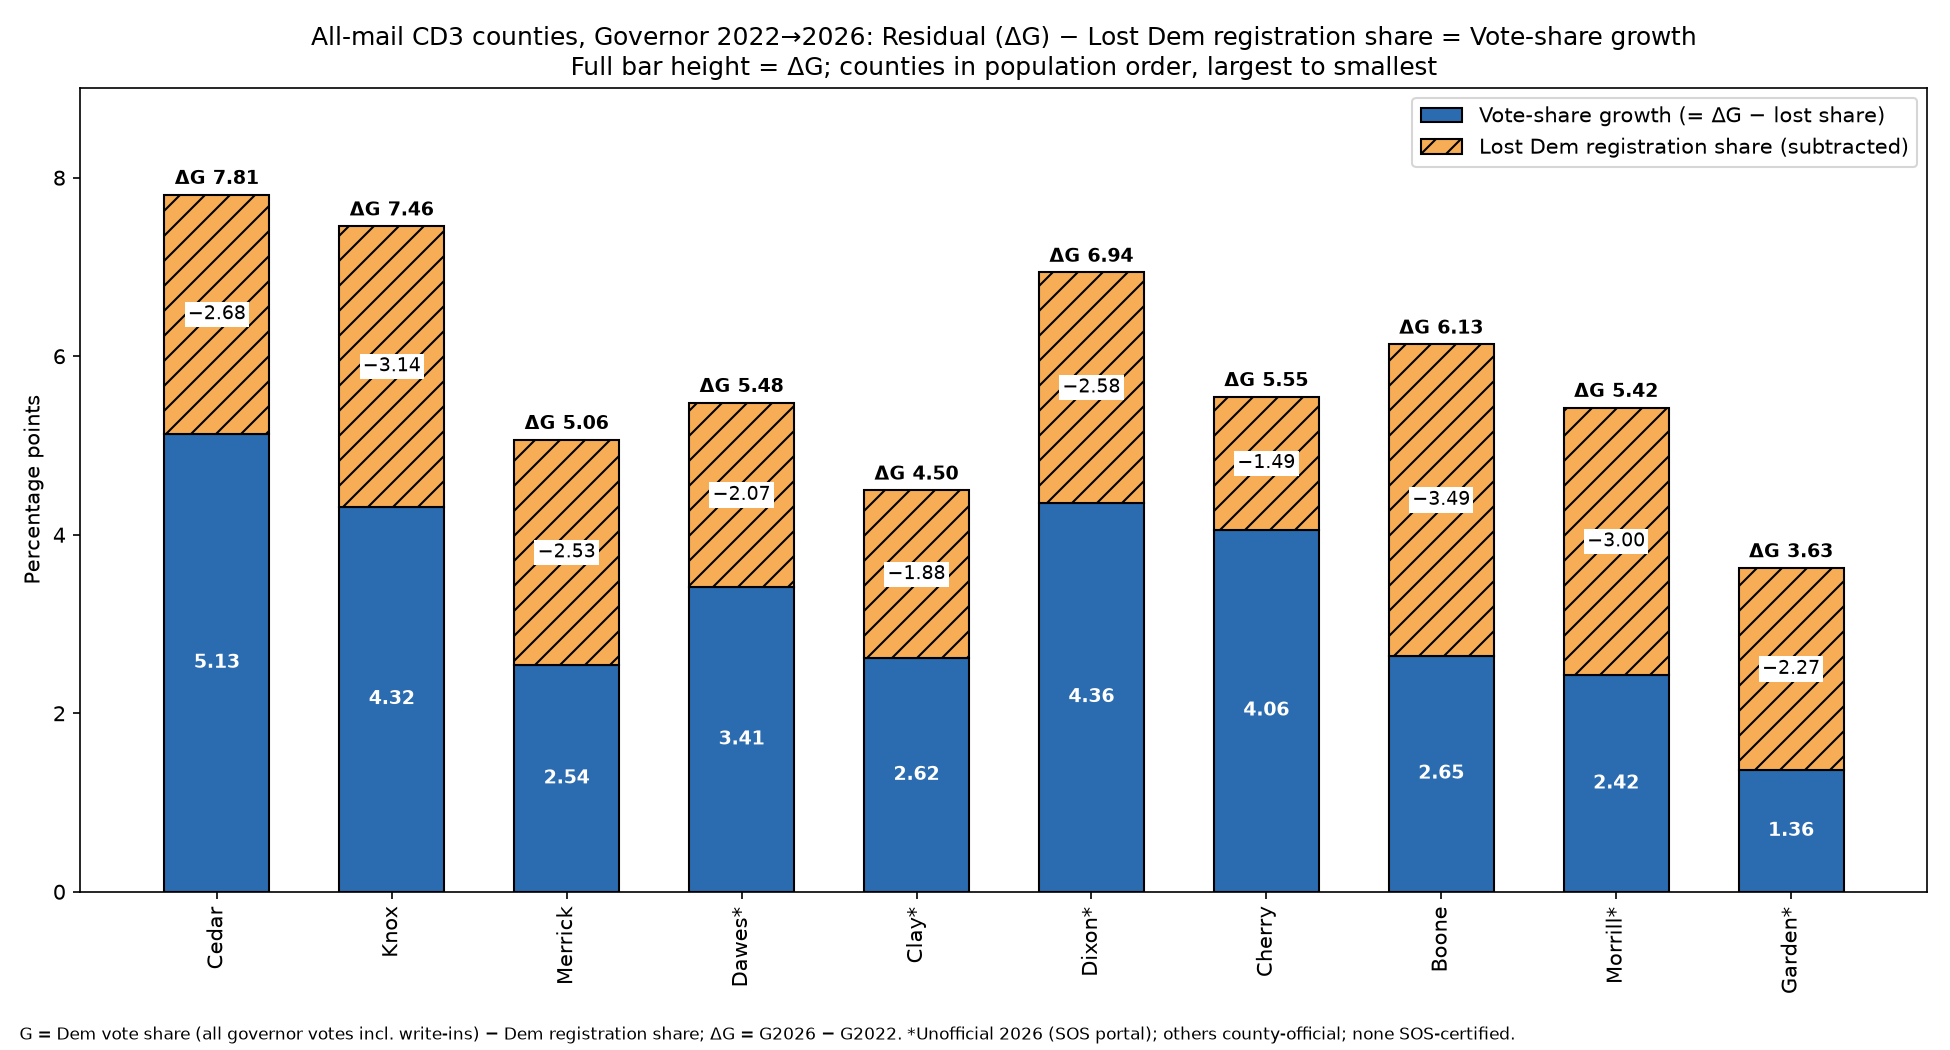 All-mail CD3 counties, Governor 2022→2026: Residual (ΔG) − Lost Dem registration share = Vote-share growth
Full bar height = ΔG; counties in population order, largest to smallest
Vote-share growth (= ΔG − lost share)
Lost Dem registration share (subtracted)
Percentage points
8
6
4
2
0
ΔG 7.81
−2.68
5.13
ΔG 7.46
−3.14
4.32
ΔG 5.06
−2.53
2.54
ΔG 5.48
−2.07
3.41
ΔG 4.50
−1.88
2.62
ΔG 6.94
−2.58
4.36
ΔG 5.55
−1.49
4.06
ΔG 6.13
−3.49
2.65
ΔG 5.42
−3.00
2.42
ΔG 3.63
−2.27
1.36
Cedar
Knox
Merrick
Dawes*
Clay*
Dixon*
Cherry
Boone
Morrill*
Garden*
G = Dem vote share (all governor votes incl. write-ins) − Dem registration share; ΔG = G2026 − G2022. *Unofficial 2026 (SOS portal); others county-official; none SOS-certified.